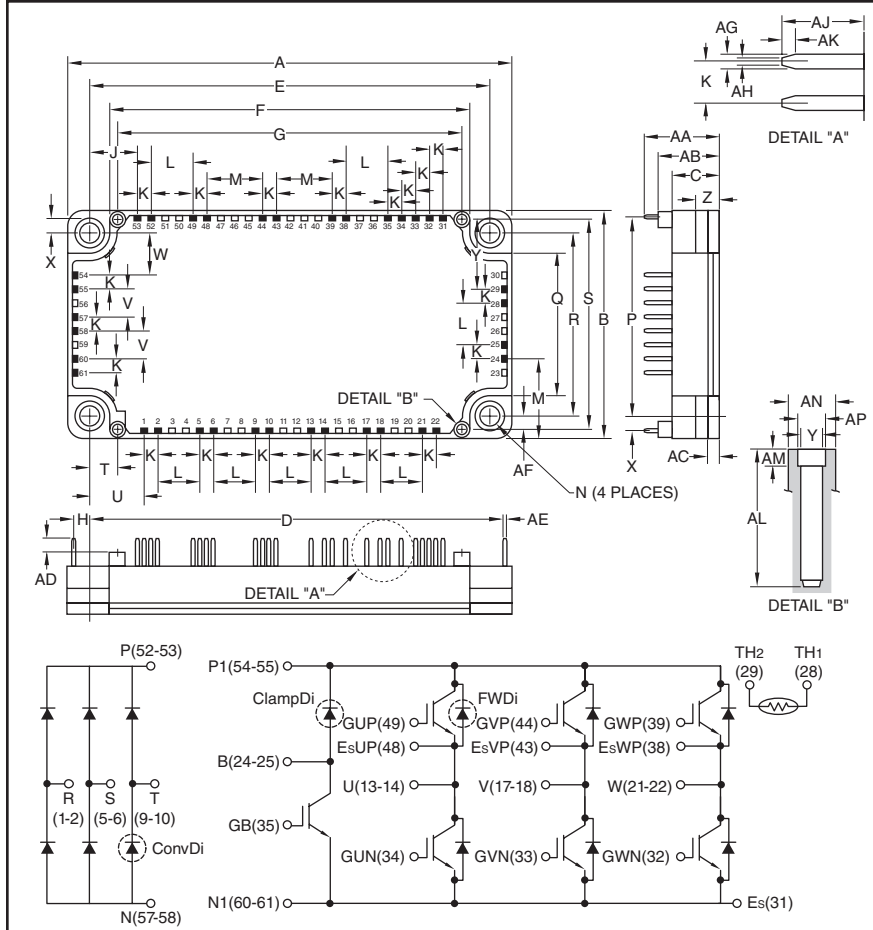 A
E
F
G
J L M M L K
K K K K K
K
53 52 51 50 49 48 47 46 45 44 43 42 41 40 39 38 37 36 35 34 33 32 31
X
W
K
V
K
V
K
54
55
56
57
58
59
60
61
30
29
28
27
26
25
24
23
Y
K
L
K
M
Q
S
R
B
DETAIL "B"
1 2 3 4 5 6 7 8 9 10 11 12 13 14 15 16 17 18 19 20 21 22
T K K K K K K
L L L L
U
AF
N (4 PLACES)
H
D
AE
AD
DETAIL "A"
AG
AJ
AK
K
AH
DETAIL "A"
AA
AB
C
Z
P
X
AC
AN
AP
Y
AM
AL
DETAIL "B"
P(52-53)
R S T
(1-2) (5-6) (9-10)
ConvDi
N(57-58)
P1(54-55)
ClampDi
B(24-25)
GB(35)
N1(60-61)
GUP(49)
EsUP(48)
FWDi
U(13-14)
GUN(34)
GVP(44)
EsVP(43)
V(17-18)
GVN(33)
GWP(39)
EsWP(38)
W(21-22)
GWN(32)
Es(31)
TH2 TH1
(29) (28)